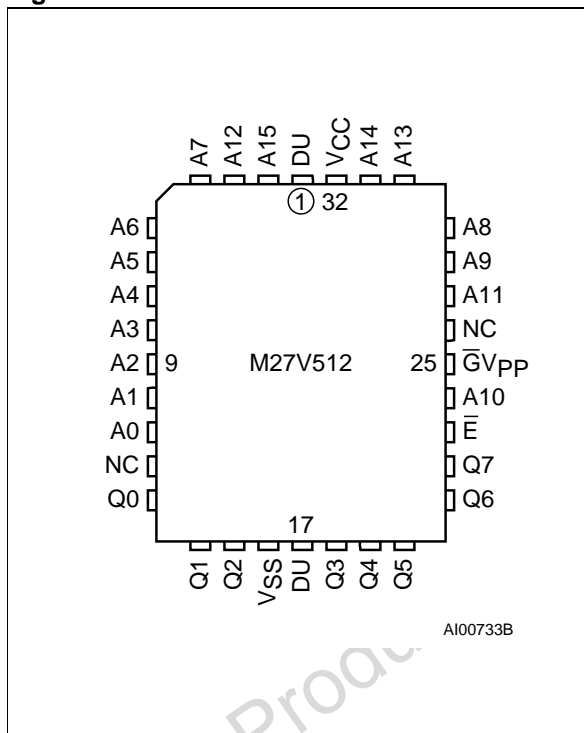 A7 A12 A15 DU VCC A14 A13
1 32
A6 A8
A5 A9
A4 A11
A3 NC
A2 9 M27V512 25 G̅VPP
A1 A10
A0 E̅
NC Q7
Q0 Q6
17
Q1 Q2 VSS DU Q3 Q4 Q5
AI00733B